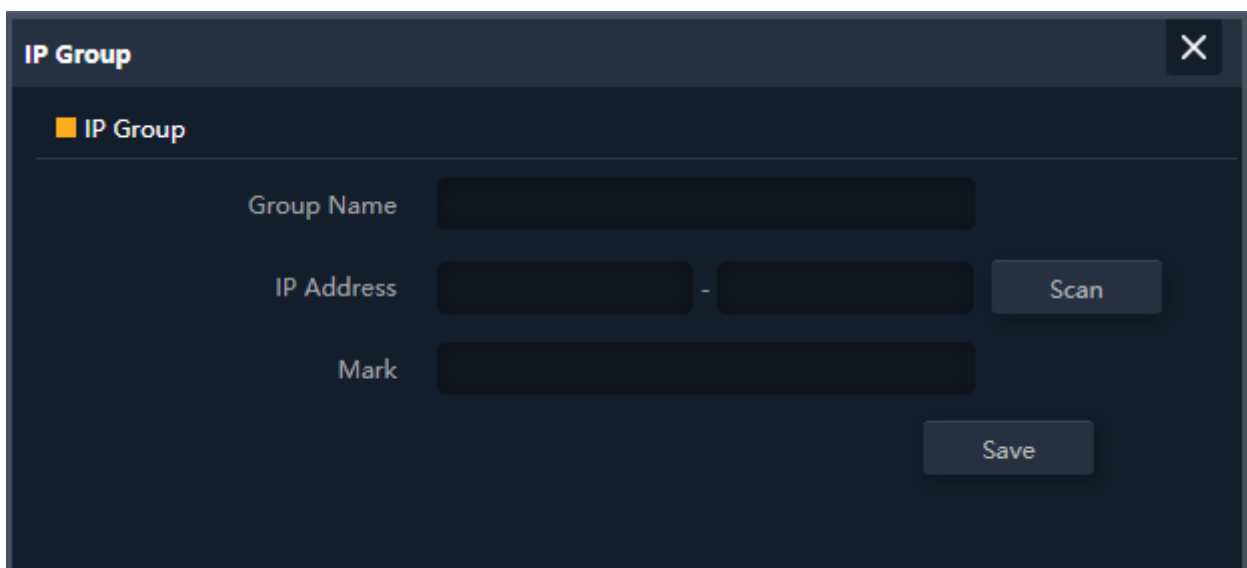 IP Group
IP Group
Group Name
IP Address - Scan
Mark
Save